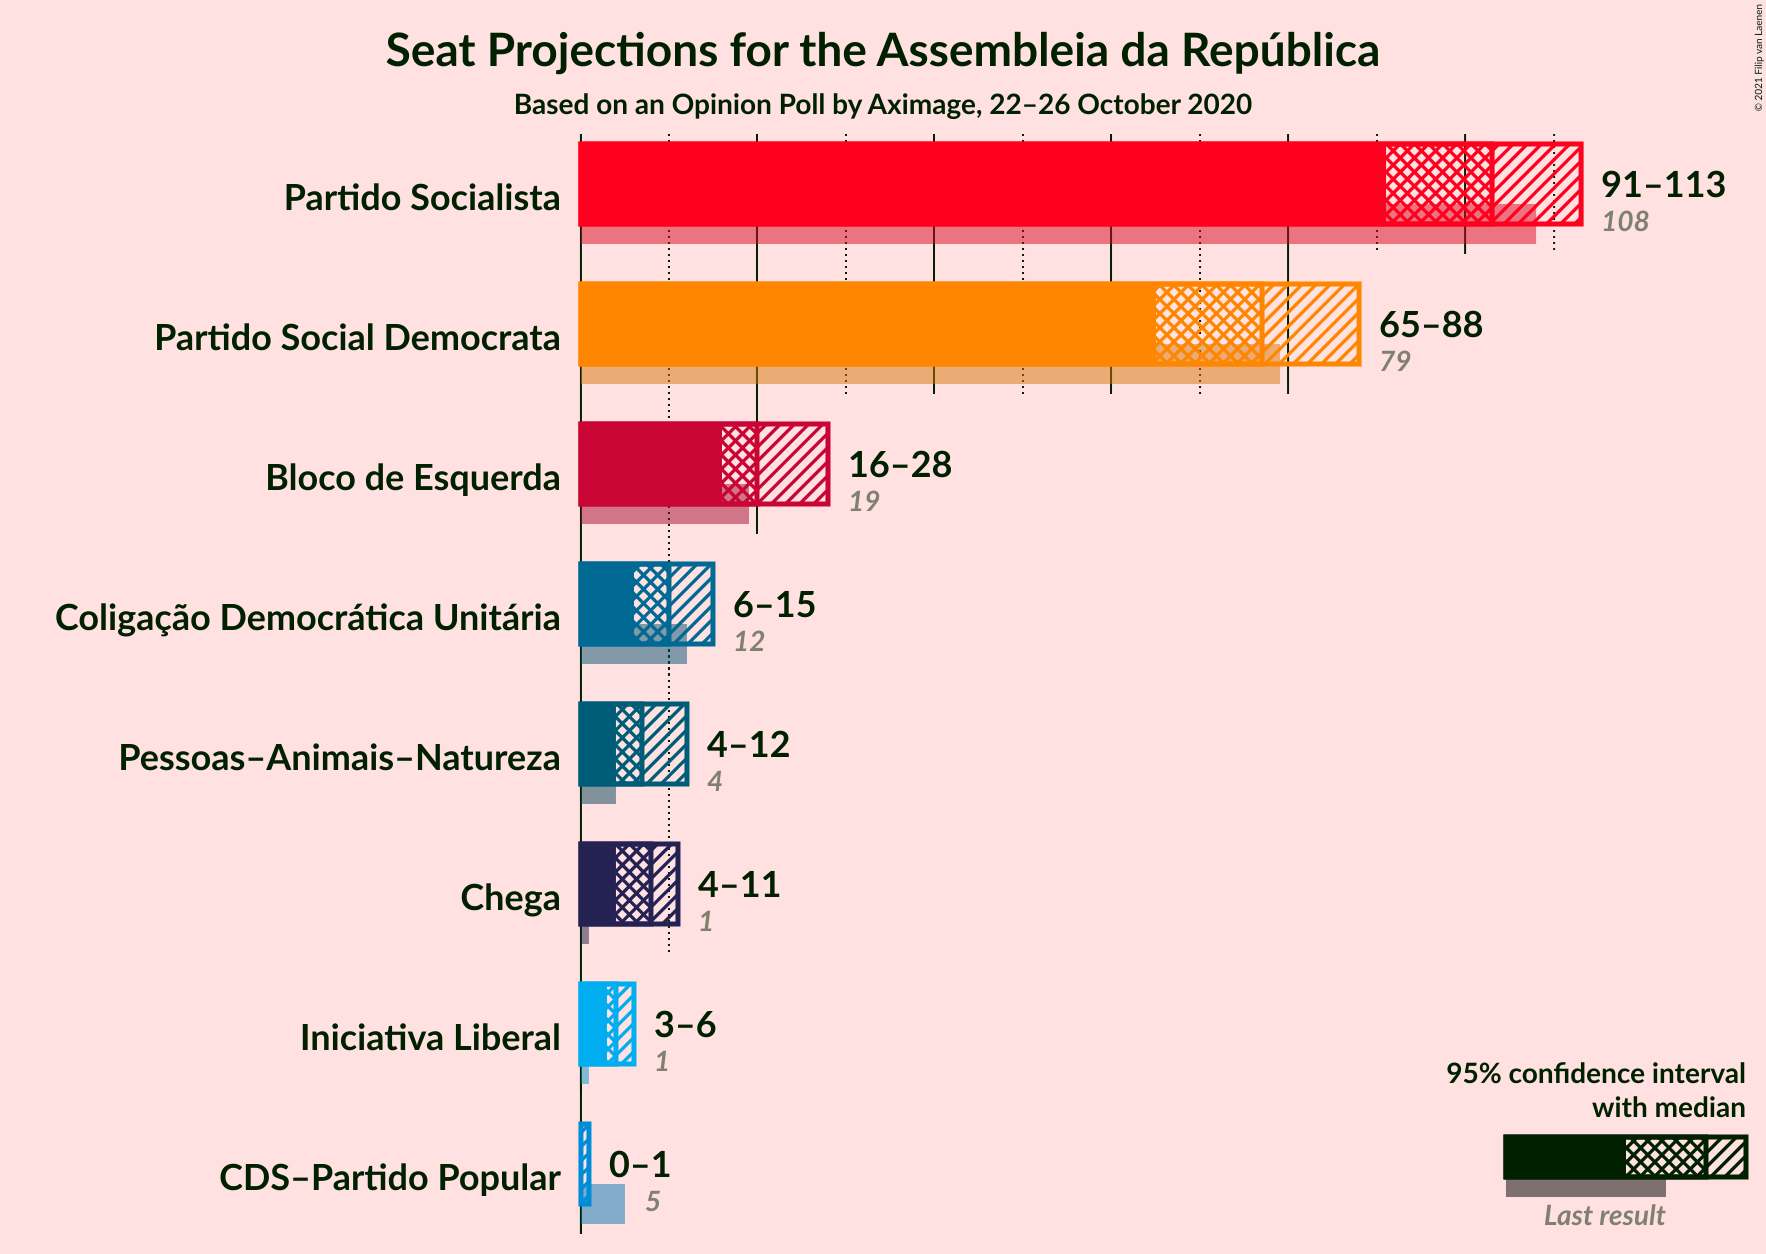 Seat Projections for the Assembleia da República
Based on an Opinion Poll by Aximage, 22–26 October 2020
© 2021 Filip van Laenen
Partido Socialista
91–113
108
Partido Social Democrata
65–88
79
Bloco de Esquerda
16–28
19
Coligação Democrática Unitária
6–15
12
Pessoas–Animais–Natureza
4–12
4
Chega
4–11
1
Iniciativa Liberal
3–6
1
CDS–Partido Popular
0–1
5
95% confidence interval
with median
Last result